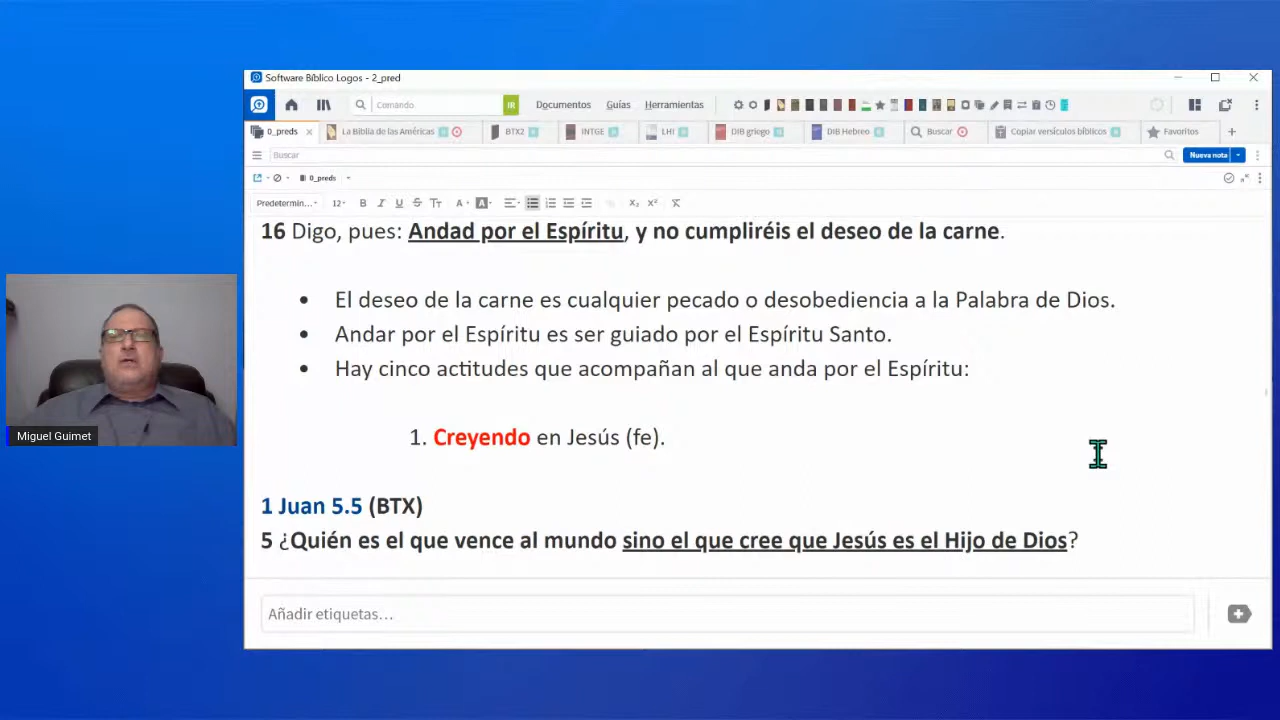 Software Bíblico Logos - 2_pred
IR
Documentos Guías Herramientas
0_preds La Biblia de las Américas BTX2 INTGE LHI DIB griego DIB Hebreo Buscar Copiar versículos bíblicos Favoritos
Buscar Nueva nota
0_preds
Predetermin... 12
16 Digo, pues: Andad por el Espíritu, y no cumpliréis el deseo de la carne.
• El deseo de la carne es cualquier pecado o desobediencia a la Palabra de Dios.
• Andar por el Espíritu es ser guiado por el Espíritu Santo.
• Hay cinco actitudes que acompañan al que anda por el Espíritu:
1. Creyendo en Jesús (fe).
Miguel Guimet
1 Juan 5.5 (BTX)
5 ¿Quién es el que vence al mundo sino el que cree que Jesús es el Hijo de Dios?
Añadir etiquetas…